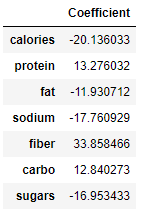 Coefficient
calories -20.136033
protein 13.276032
fat -11.930712
sodium -17.760929
fiber 33.858466
carbo 12.840273
sugars -16.953433